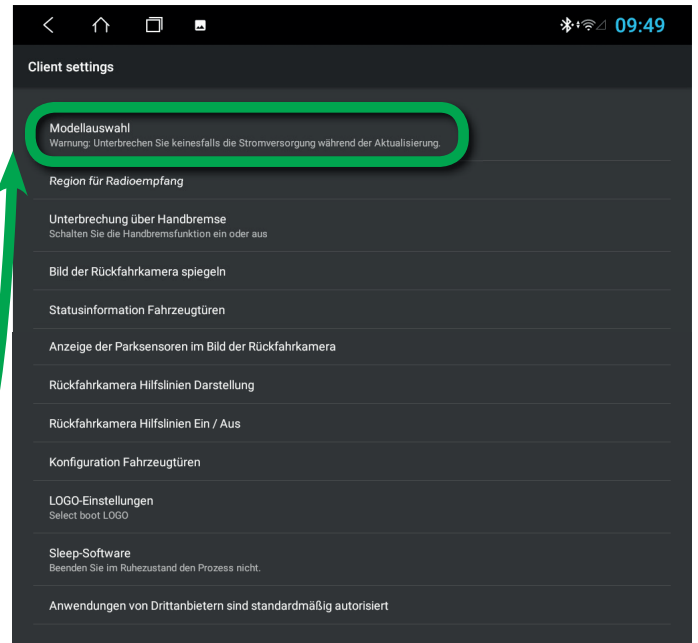 09:49
Client settings
Modellauswahl
Warnung: Unterbrechen Sie keinesfalls die Stromversorgung während der Aktualisierung.
Region für Radioempfang
Unterbrechung über Handbremse
Schalten Sie die Handbremsfunktion ein oder aus
Bild der Rückfahrkamera spiegeln
Statusinformation Fahrzeugtüren
Anzeige der Parksensoren im Bild der Rückfahrkamera
Rückfahrkamera Hilfslinien Darstellung
Rückfahrkamera Hilfslinien Ein / Aus
Konfiguration Fahrzeugtüren
LOGO-Einstellungen
Select boot LOGO
Sleep-Software
Beenden Sie im Ruhezustand den Prozess nicht.
Anwendungen von Drittanbietern sind standardmäßig autorisiert